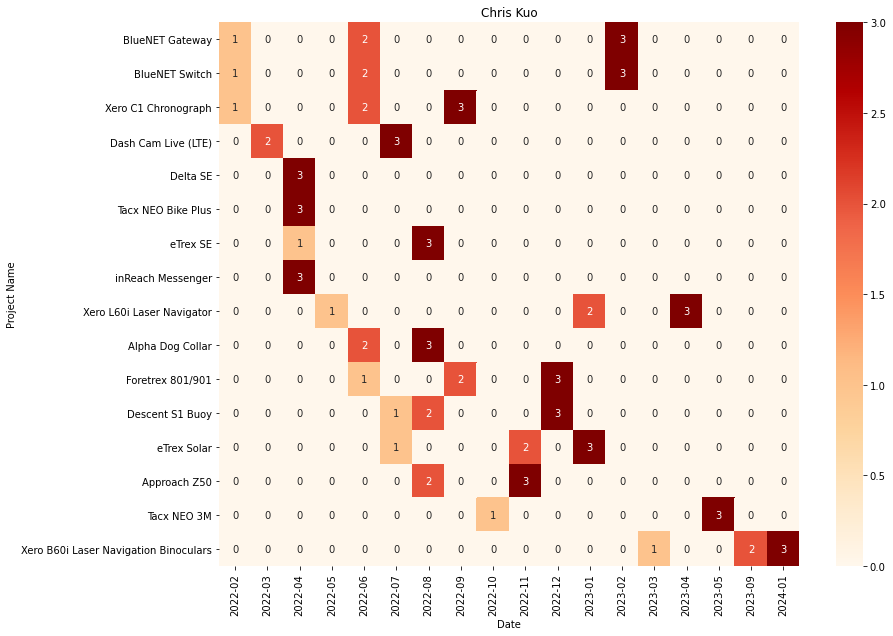 Chris Kuo
Project Name
BlueNET Gateway 1 0 0 0 2 0 0 0 0 0 0 0 3 0 0 0 0 0
BlueNET Switch 1 0 0 0 2 0 0 0 0 0 0 0 3 0 0 0 0 0
Xero C1 Chronograph 1 0 0 0 2 0 0 3 0 0 0 0 0 0 0 0 0 0
Dash Cam Live (LTE) 0 2 0 0 0 3 0 0 0 0 0 0 0 0 0 0 0 0
Delta SE 0 0 3 0 0 0 0 0 0 0 0 0 0 0 0 0 0 0
Tacx NEO Bike Plus 0 0 3 0 0 0 0 0 0 0 0 0 0 0 0 0 0 0
eTrex SE 0 0 1 0 0 0 3 0 0 0 0 0 0 0 0 0 0 0
inReach Messenger 0 0 3 0 0 0 0 0 0 0 0 0 0 0 0 0 0 0
Xero L60i Laser Navigator 0 0 0 1 0 0 0 0 0 0 0 2 0 0 3 0 0 0
Alpha Dog Collar 0 0 0 0 2 0 3 0 0 0 0 0 0 0 0 0 0 0
Foretrex 801/901 0 0 0 0 1 0 0 2 0 0 3 0 0 0 0 0 0 0
Descent S1 Buoy 0 0 0 0 0 1 2 0 0 0 3 0 0 0 0 0 0 0
eTrex Solar 0 0 0 0 0 1 0 0 0 2 0 3 0 0 0 0 0 0
Approach Z50 0 0 0 0 0 0 2 0 0 3 0 0 0 0 0 0 0 0
Tacx NEO 3M 0 0 0 0 0 0 0 0 1 0 0 0 0 0 0 3 0 0
Xero B60i Laser Navigation Binoculars 0 0 0 0 0 0 0 0 0 0 0 0 0 1 0 0 2 3
2022-02 2022-03 2022-04 2022-05 2022-06 2022-07 2022-08 2022-09 2022-10 2022-11 2022-12 2023-01 2023-02 2023-03 2023-04 2023-05 2023-09 2024-01
Date
3.0
2.5
2.0
1.5
1.0
0.5
0.0